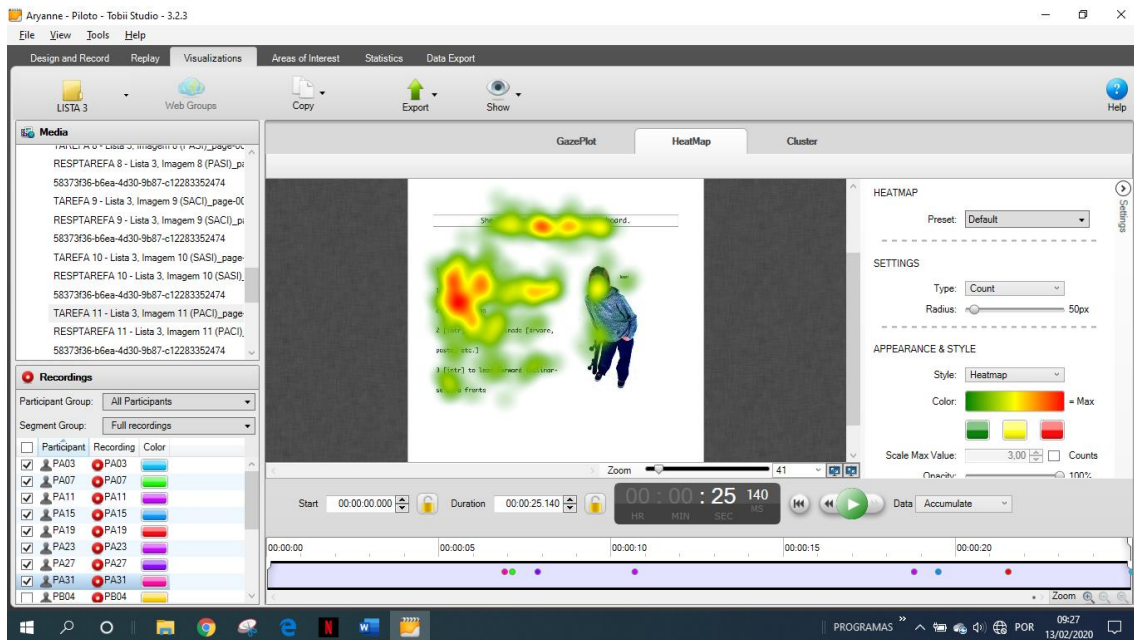 Aryanne - Piloto - Tobii Studio - 3.2.3
File View Tools Help
Design and Record Replay Visualizations Areas of Interest Statistics Data Export
LISTA 3 Web Groups Copy Export Show Help
Media
RESPTAREFA 8 - Lista 3, Imagem 8 (PASI)_pa
58373f36-b6ea-4d30-9b87-c12283352474
TAREFA 9 - Lista 3, Imagem 9 (SACI)_page-00
RESPTAREFA 9 - Lista 3, Imagem 9 (SACI)_pa
58373f36-b6ea-4d30-9b87-c12283352474
TAREFA 10 - Lista 3, Imagem 10 (SASI)_page-
RESPTAREFA 10 - Lista 3, Imagem 10 (SASI)_
58373f36-b6ea-4d30-9b87-c12283352474
TAREFA 11 - Lista 3, Imagem 11 (PACI)_page
RESPTAREFA 11 - Lista 3, Imagem 11 (PACI)_
58373f36-b6ea-4d30-9b87-c12283352474
Recordings
Participant Group: All Participants
Segment Group: Full recordings
Participant Recording Color
PA03 PA03
PA07 PA07
PA11 PA11
PA15 PA15
PA19 PA19
PA23 PA23
PA27 PA27
PA31 PA31
PB04 PB04
GazePlot HeatMap Cluster
2 [intr]
etc.]
3 [intr] to lean forward
fronts
HEATMAP
Preset: Default
SETTINGS
Type: Count
Radius: 50px
APPEARANCE & STYLE
Style: Heatmap
Color: = Max
Scale Max Value: 3,00 Counts
Opacity: 100%
Settings
Zoom 41
Start 00:00:00.000 Duration 00:00:25.140 00 : 00 : 25 140 Data Accumulate
HR MIN SEC MS
00:00:00 00:00:05 00:00:10 00:00:15 00:00:20
Zoom
PROGRAMAS POR 09:27
13/02/2020